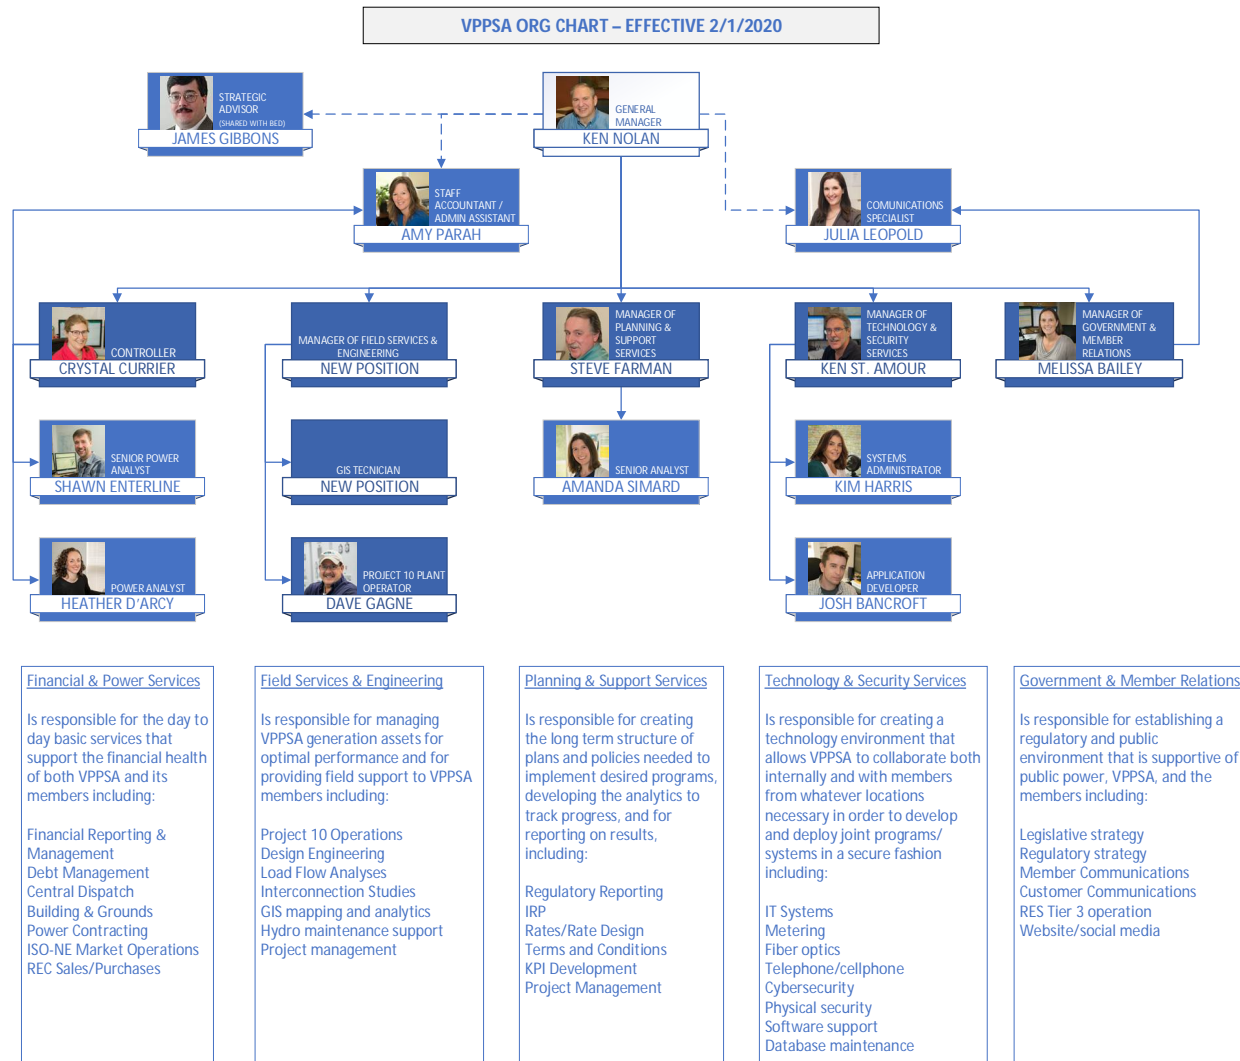 VPPSA ORG CHART – EFFECTIVE 2/1/2020
STRATEGIC
ADVISOR
(SHARED WITH BED)
JAMES GIBBONS
GENERAL
MANAGER
KEN NOLAN
STAFF
ACCOUNTANT /
ADMIN ASSISTANT
AMY PARAH
COMUNICATIONS
SPECIALIST
JULIA LEOPOLD
CONTROLLER
CRYSTAL CURRIER
MANAGER OF FIELD SERVICES &
ENGINEERING
NEW POSITION
MANAGER OF
PLANNING &
SUPPORT
SERVICES
STEVE FARMAN
MANAGER OF
TECHNOLOGY &
SECURITY
SERVICES
KEN ST. AMOUR
MANAGER OF
GOVERNMENT &
MEMBER
RELATIONS
MELISSA BAILEY
SENIOR POWER
ANALYST
SHAWN ENTERLINE
GIS TECNICIAN
NEW POSITION
SENIOR ANALYST
AMANDA SIMARD
SYSTEMS
ADMINISTRATOR
KIM HARRIS
POWER ANALYST
HEATHER D'ARCY
PROJECT 10 PLANT
OPERATOR
DAVE GAGNE
APPLICATION
DEVELOPER
JOSH BANCROFT
Financial & Power Services
Is responsible for the day to
day basic services that
support the financial health
of both VPPSA and its
members including:
Financial Reporting &
Management
Debt Management
Central Dispatch
Building & Grounds
Power Contracting
ISO-NE Market Operations
REC Sales/Purchases
Field Services & Engineering
Is responsible for managing
VPPSA generation assets for
optimal performance and for
providing field support to VPPSA
members including:
Project 10 Operations
Design Engineering
Load Flow Analyses
Interconnection Studies
GIS mapping and analytics
Hydro maintenance support
Project management
Planning & Support Services
Is responsible for creating
the long term structure of
plans and policies needed to
implement desired programs,
developing the analytics to
track progress, and for
reporting on results,
including:
Regulatory Reporting
IRP
Rates/Rate Design
Terms and Conditions
KPI Development
Project Management
Technology & Security Services
Is responsible for creating a
technology environment that
allows VPPSA to collaborate both
internally and with members
from whatever locations
necessary in order to develop
and deploy joint programs/
systems in a secure fashion
including:
IT Systems
Metering
Fiber optics
Telephone/cellphone
Cybersecurity
Physical security
Software support
Database maintenance
Government & Member Relations
Is responsible for establishing a
regulatory and public
environment that is supportive of
public power, VPPSA, and the
members including:
Legislative strategy
Regulatory strategy
Member Communications
Customer Communications
RES Tier 3 operation
Website/social media